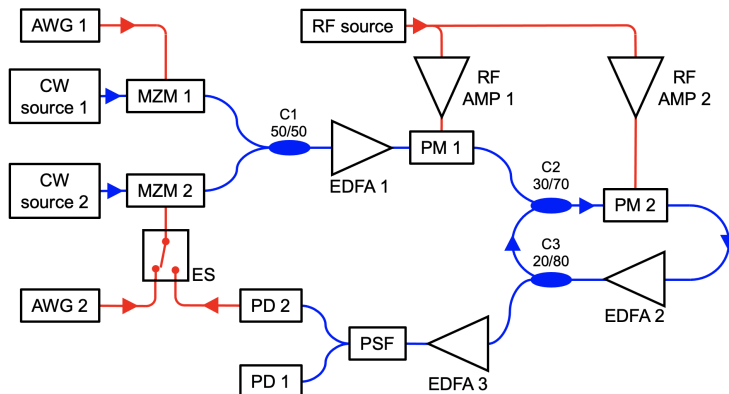 AWG 1
RF source
CW
source 1
MZM 1
RF
AMP 1
RF
AMP 2
C1
50/50
PM 1
EDFA 1
CW
source 2
MZM 2
C2
30/70
PM 2
C3
20/80
ES
EDFA 2
AWG 2
PD 2
PSF
EDFA 3
PD 1